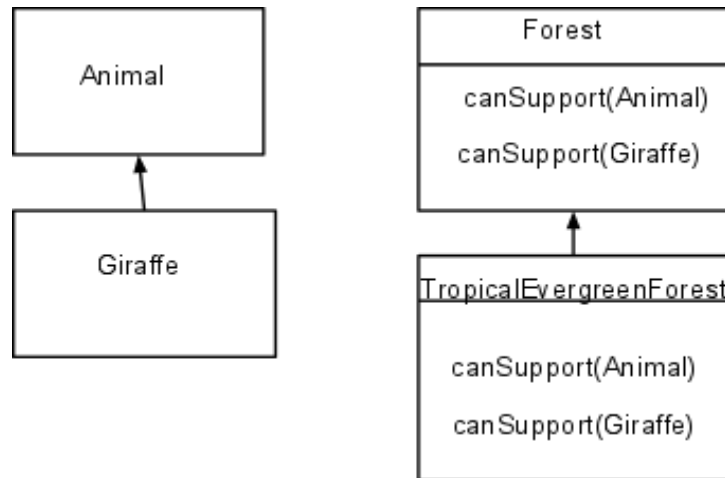 Animal
Giraffe
Forest
canSupport(Animal)
canSupport(Giraffe)
TropicalEvergreenForest
canSupport(Animal)
canSupport(Giraffe)